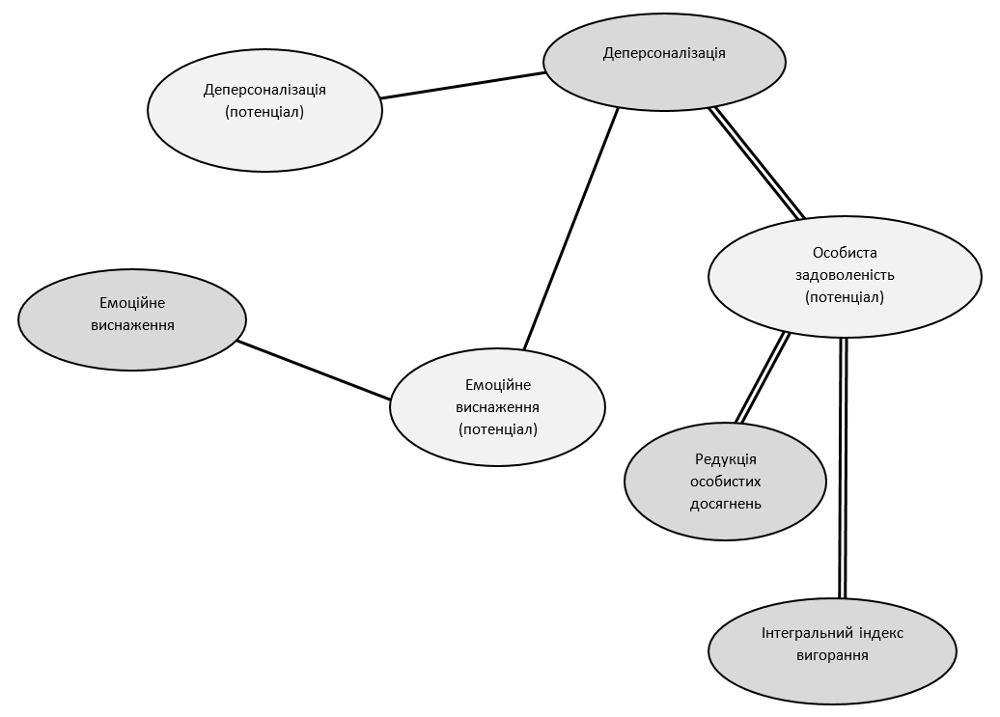 Деперсоналізація
Деперсоналізація
(потенціал)
Особиста
задоволеність
(потенціал)
Емоційне
виснаження
Емоційне
виснаження
(потенціал)
Редукція
особистих
досягнень
Інтегральний індекс
вигорання